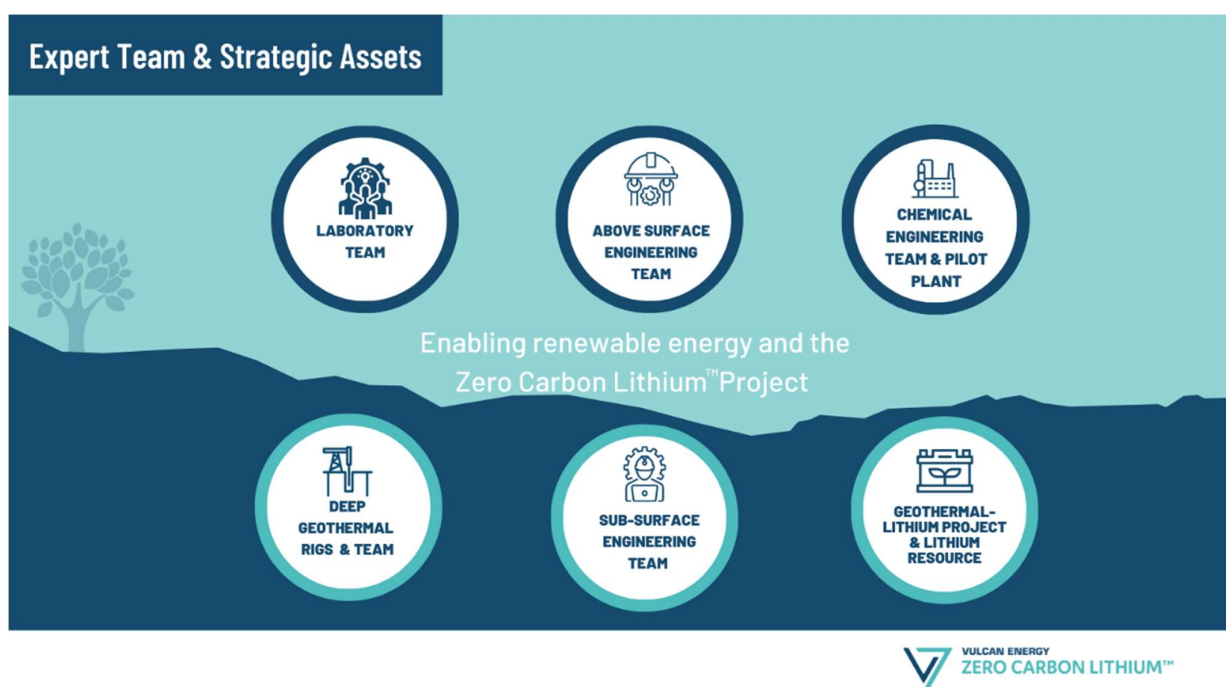 Expert Team & Strategic Assets
LABORATORY
TEAM
ABOVE SURFACE
ENGINEERING
TEAM
CHEMICAL
ENGINEERING
TEAM & PILOT
PLANT
Enabling renewable energy and the
Zero Carbon Lithium™Project
DEEP
GEOTHERMAL
RIGS & TEAM
SUB-SURFACE
ENGINEERING
TEAM
GEOTHERMAL-
LITHIUM PROJECT
& LITHIUM
RESOURCE
VULCAN ENERGY
ZERO CARBON LITHIUM™